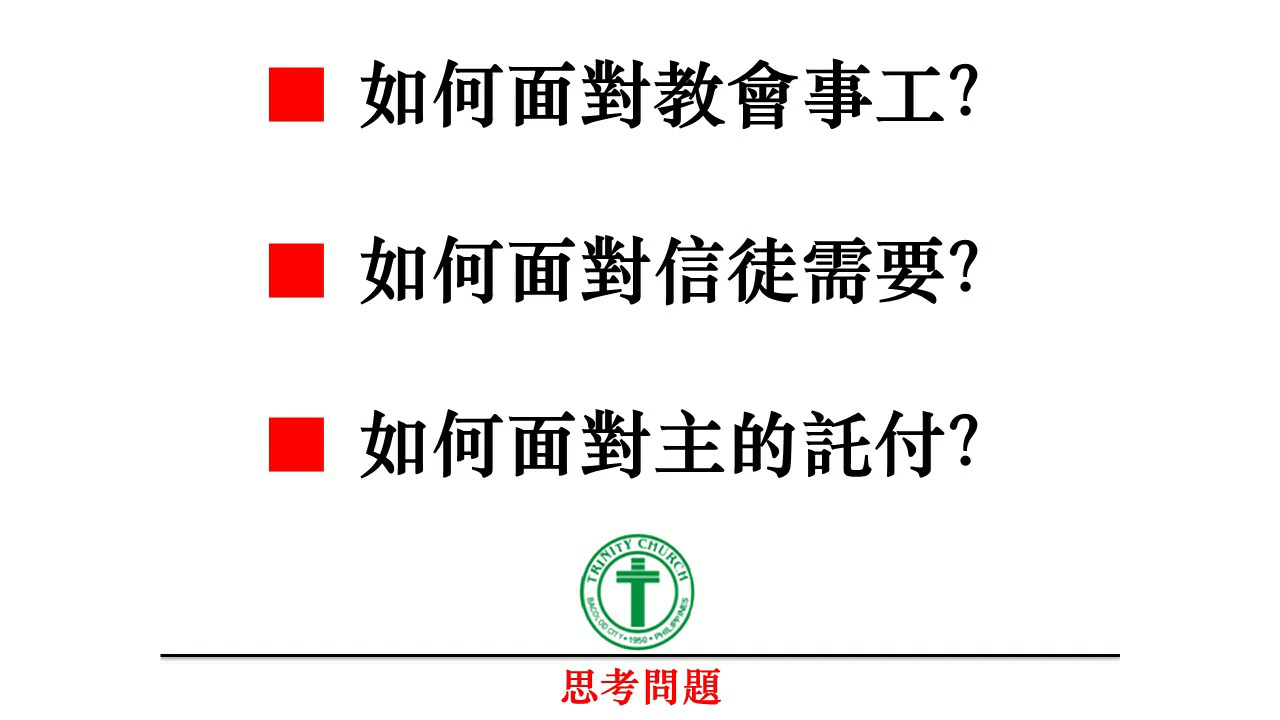 ■ 如何面對教會事工?
■ 如何面對信徒需要?
■ 如何面對主的託付?
TRINITY CHURCH
BACOLOD CITY • 1950 • PHILIPPINES
思考問題